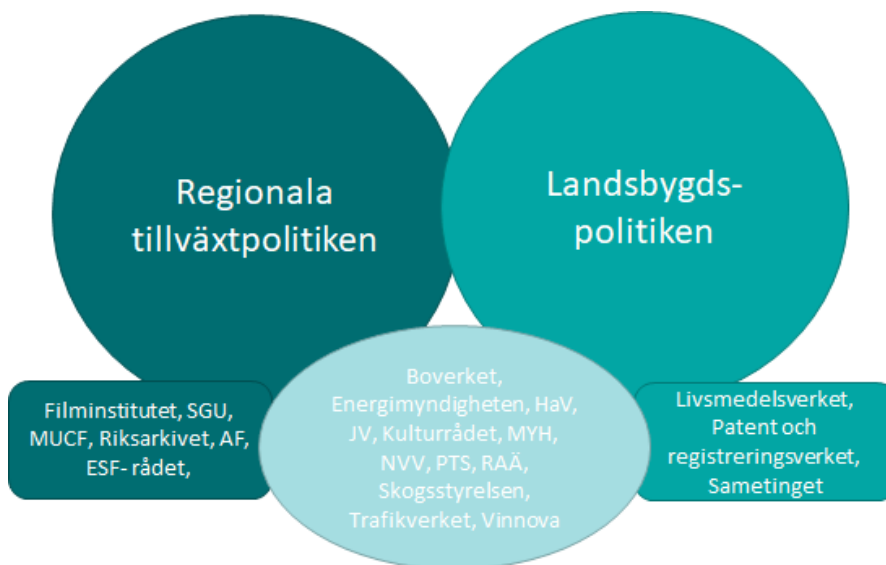 Regionala
tillväxtpolitiken
Landsbygds-
politiken
Filminstitutet, SGU,
MUCF, Riksarkivet, AF,
ESF- rådet,
Boverket,
Energimyndigheten, HaV,
JV, Kulturrådet, MYH,
NVV, PTS, RAÄ,
Skogsstyrelsen,
Trafikverket, Vinnova
Livsmedelsverket,
Patent och
registreringsverket,
Sametinget